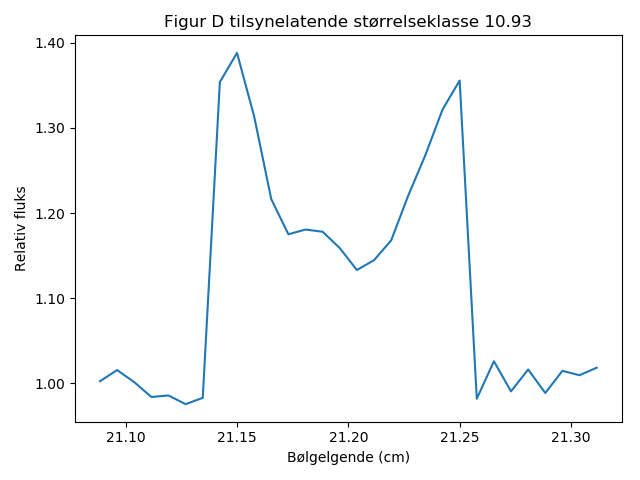 Figur D tilsynelatende størrelseklasse 10.93
1.40
1.30
1.20
1.10
1.00
Relativ fluks
21.10 21.15 21.20 21.25 21.30
Bølgelgende (cm)